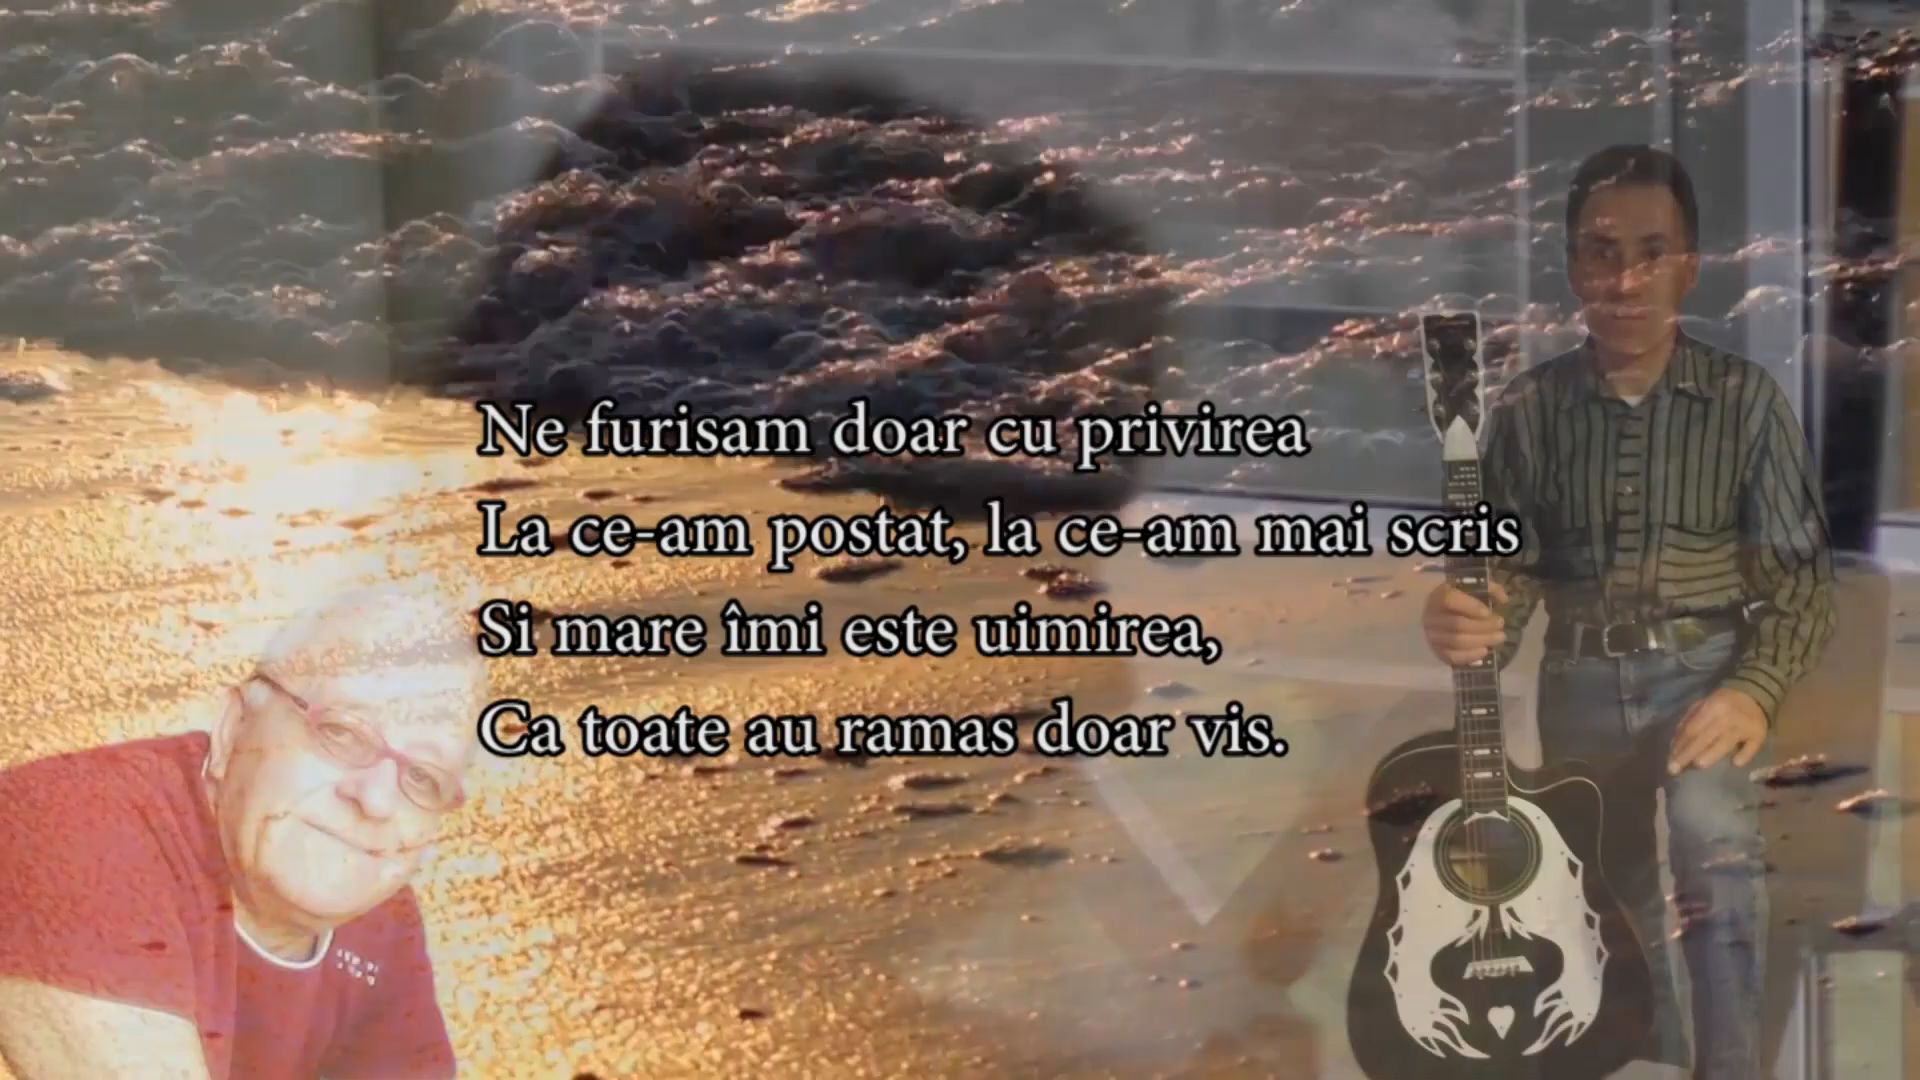 Ne furisam doar cu privirea
La ce-am postat, la ce-am mai scris
Si mare îmi este uimirea,
Ca toate au ramas doar vis.